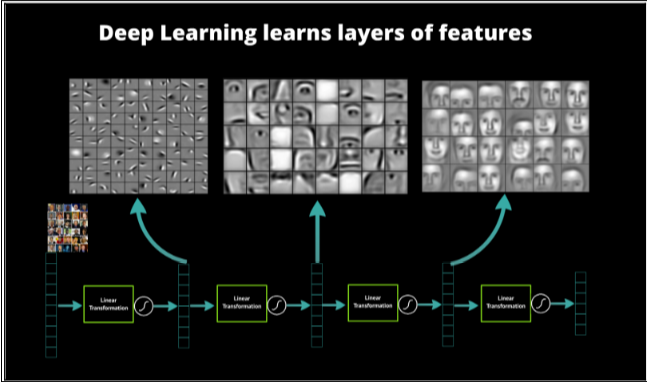 Deep Learning learns layers of features
Linear
Transformation
Linear
Transformation
Linear
Transformation
Linear
Transformation